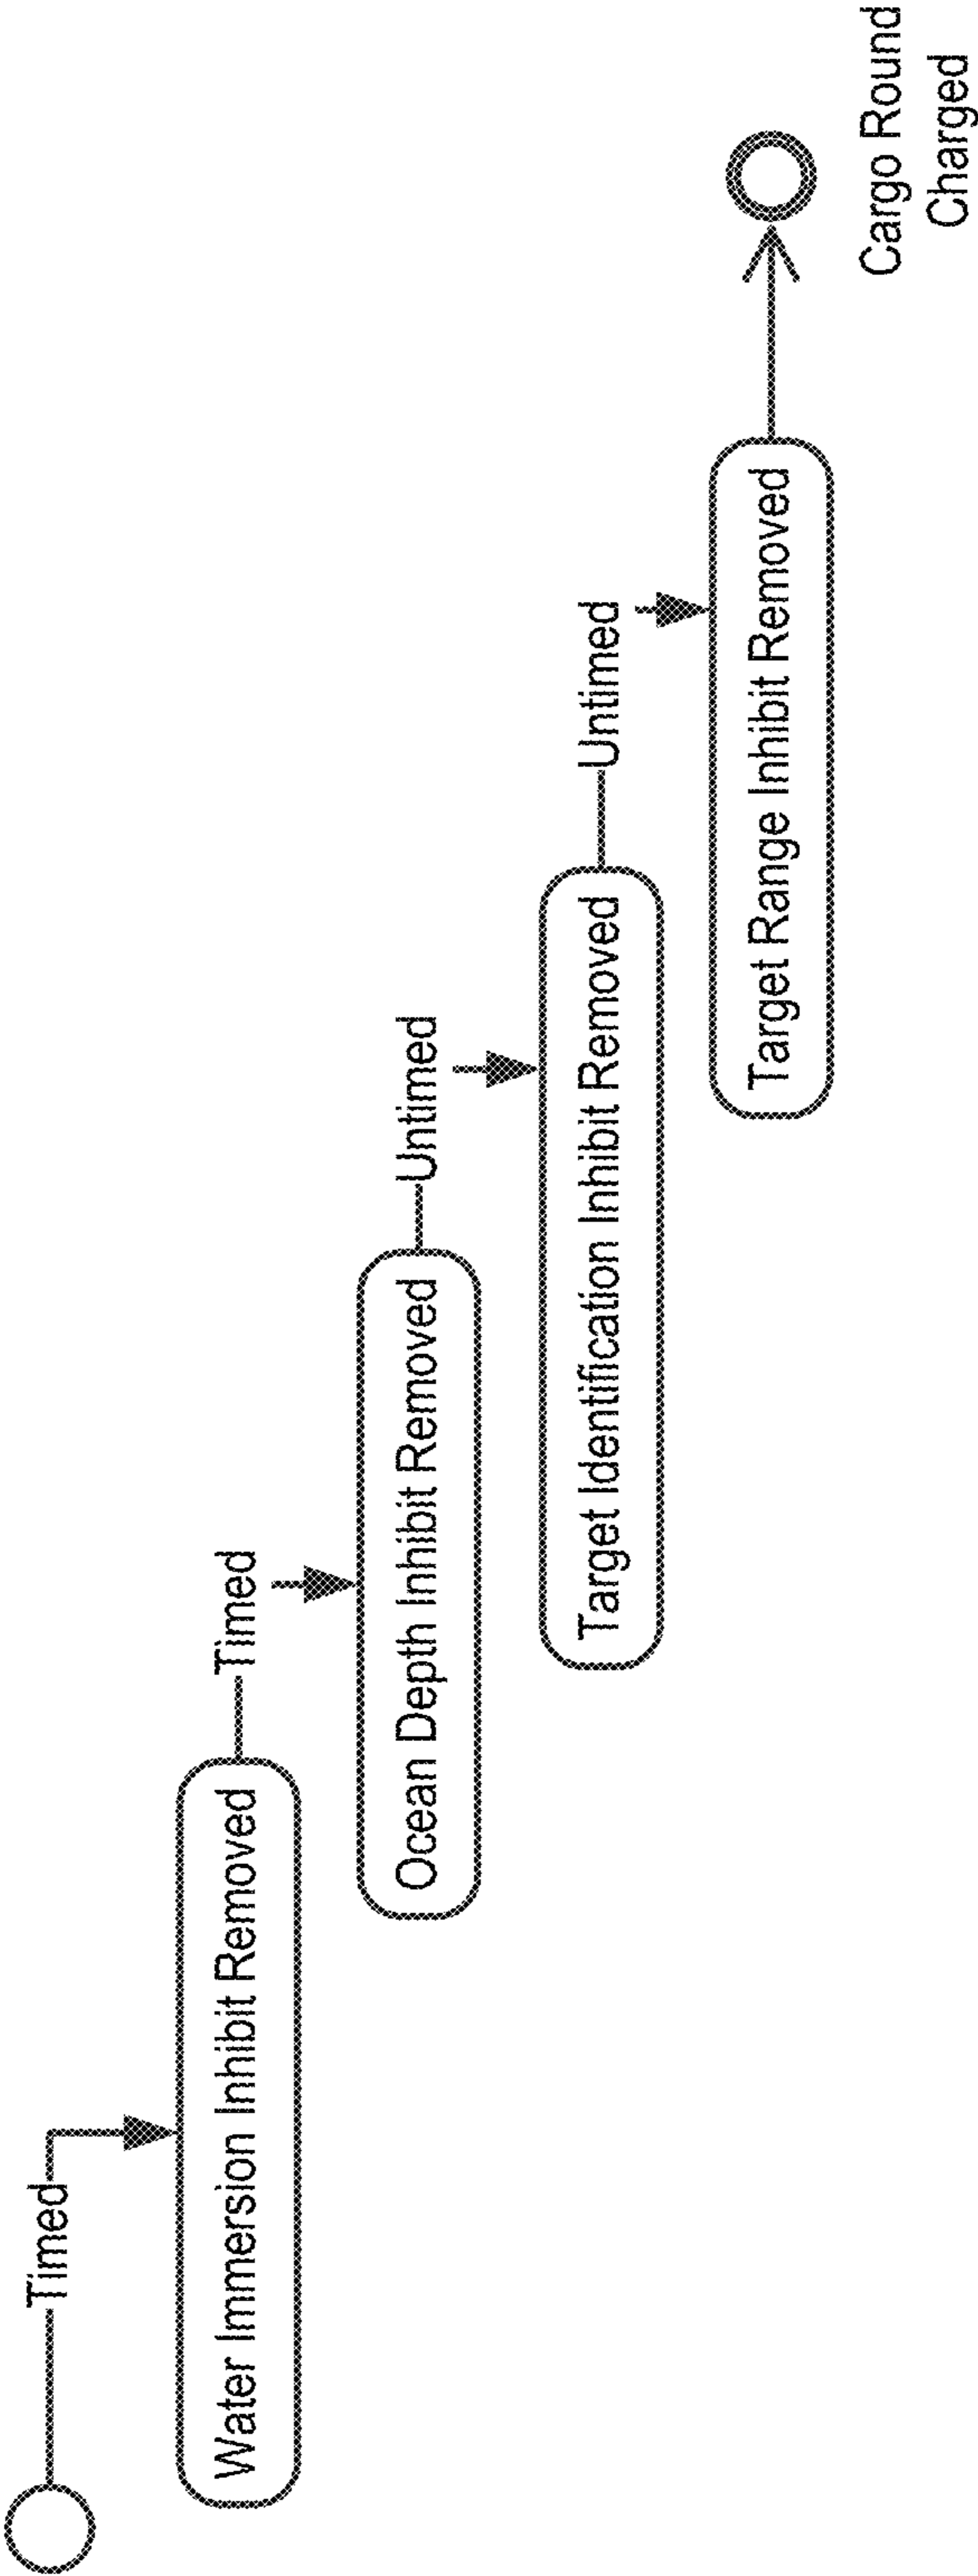 Timed
Water Immersion Inhibit Removed
Timed
Ocean Depth Inhibit Removed
Untimed
Target Identification Inhibit Removed
Untimed
Target Range Inhibit Removed
Cargo Round
Charged